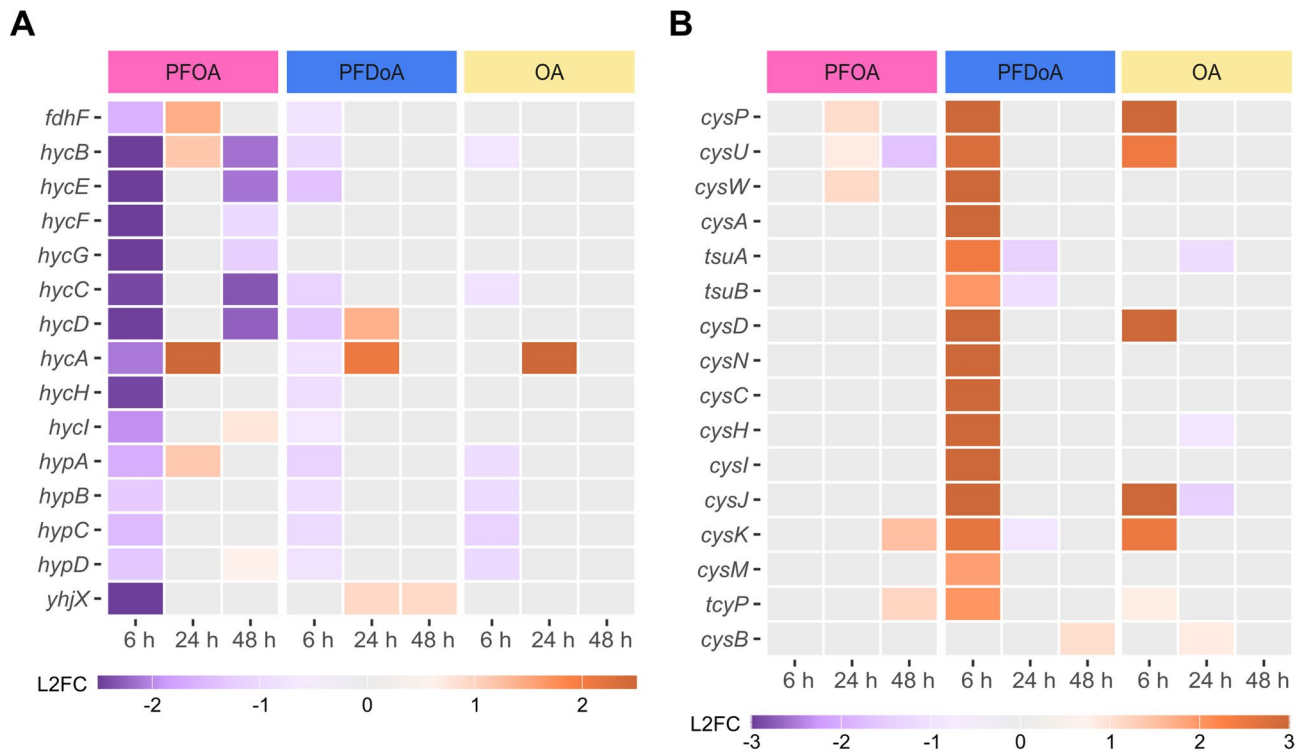 A
PFOA PFDoA OA
fdhF
hycB
hycE
hycF
hycG
hycC
hycD
hycA
hycH
hycI
hypA
hypB
hypC
hypD
yhjX
6 h 24 h 48 h 6 h 24 h 48 h 6 h 24 h 48 h
L2FC
-2 -1 0 1 2
B
PFOA PFDoA OA
cysP
cysU
cysW
cysA
tsuA
tsuB
cysD
cysN
cysC
cysH
cysI
cysJ
cysK
cysM
tcyP
cysB
6 h 24 h 48 h 6 h 24 h 48 h 6 h 24 h 48 h
L2FC
-3 -2 -1 0 1 2 3